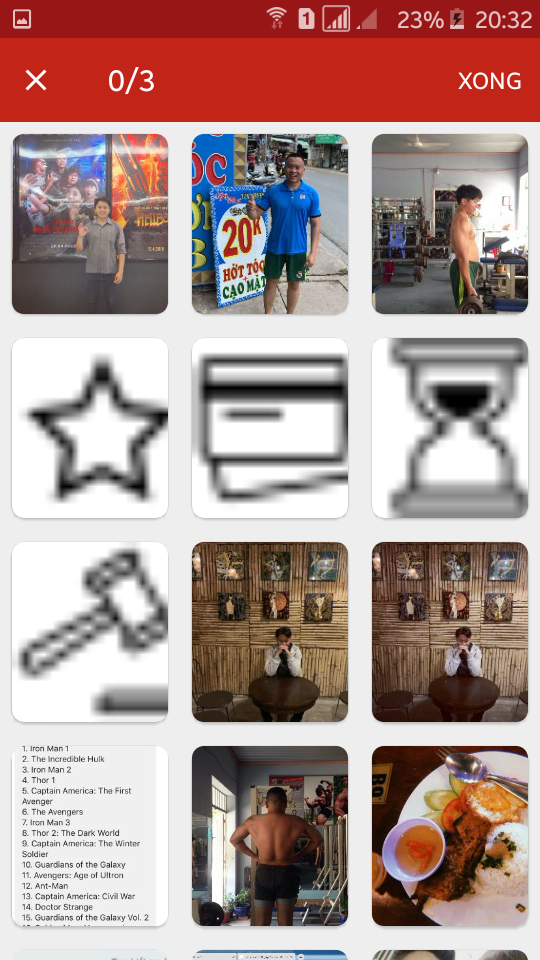 1
23%
20:32
0/3
XONG
HELLBOY
20K
HỚT TÓC
CẠO MẶT
1. Iron Man 1
2. The Incredible Hulk
3. Iron Man 2
4. Thor 1
5. Captain America: The First
Avenger
6. The Avengers
7. Iron Man 3
8. Thor 2: The Dark World
9. Captain America: The Winter
Soldier
10. Guardians of the Galaxy
11. Avengers: Age of Ultron
12. Ant-Man
13. Captain America: Civil War
14. Doctor Strange
15. Guardians of the Galaxy Vol. 2